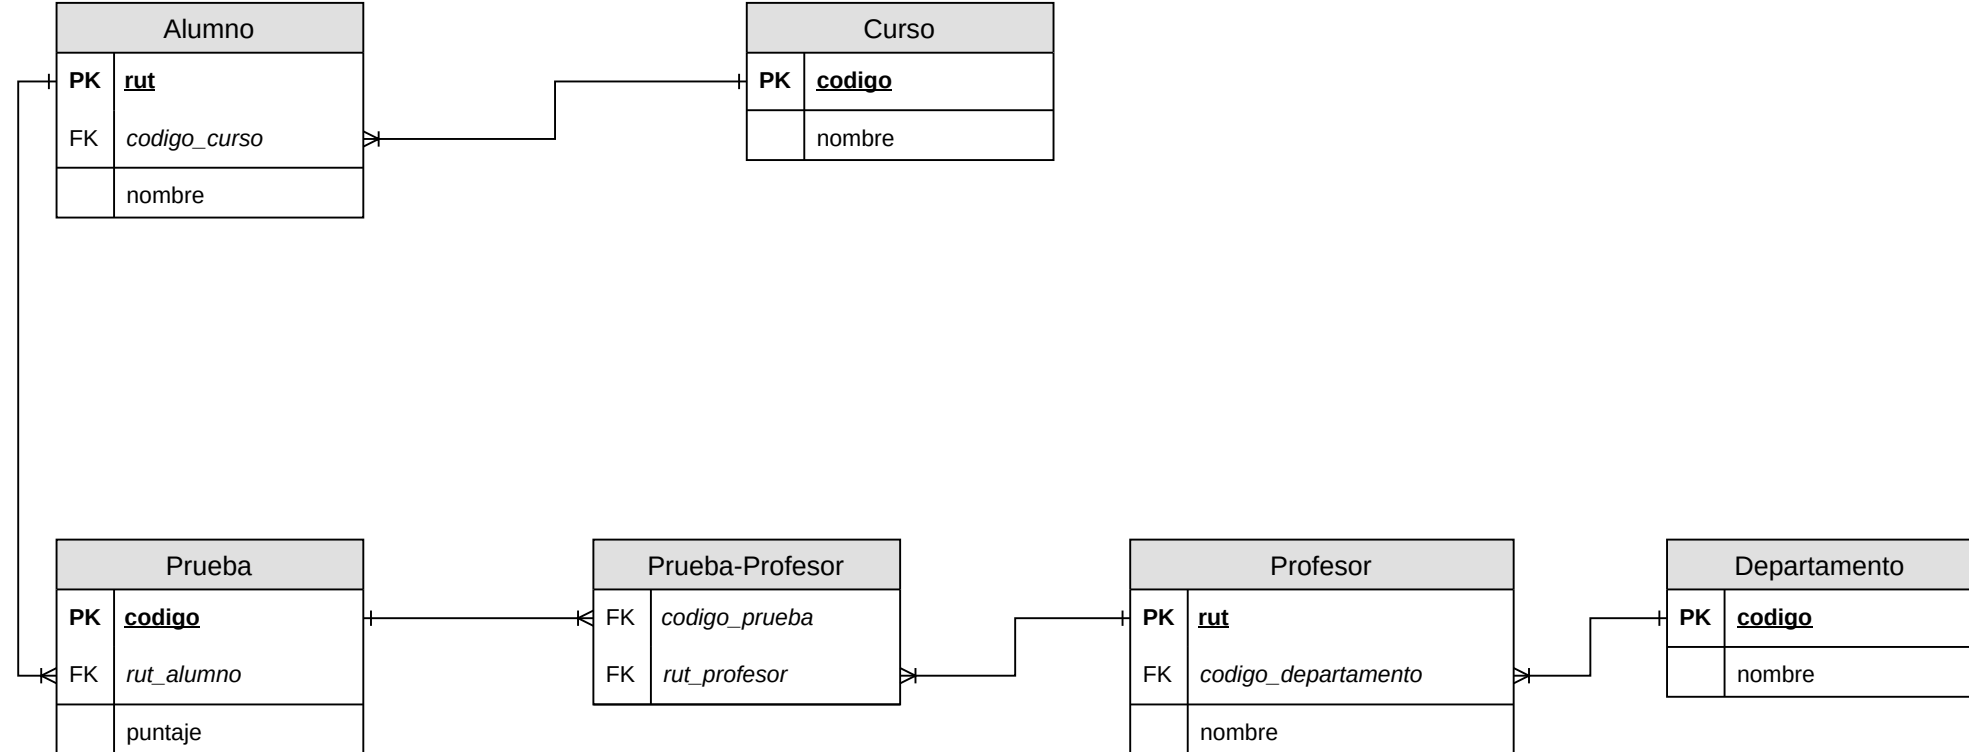 Alumno
PK rut
FK codigo_curso
nombre
Curso
PK codigo
nombre
Prueba
PK codigo
FK rut_alumno
puntaje
Prueba-Profesor
FK codigo_prueba
FK rut_profesor
Profesor
PK rut
FK codigo_departamento
nombre
Departamento
PK codigo
nombre